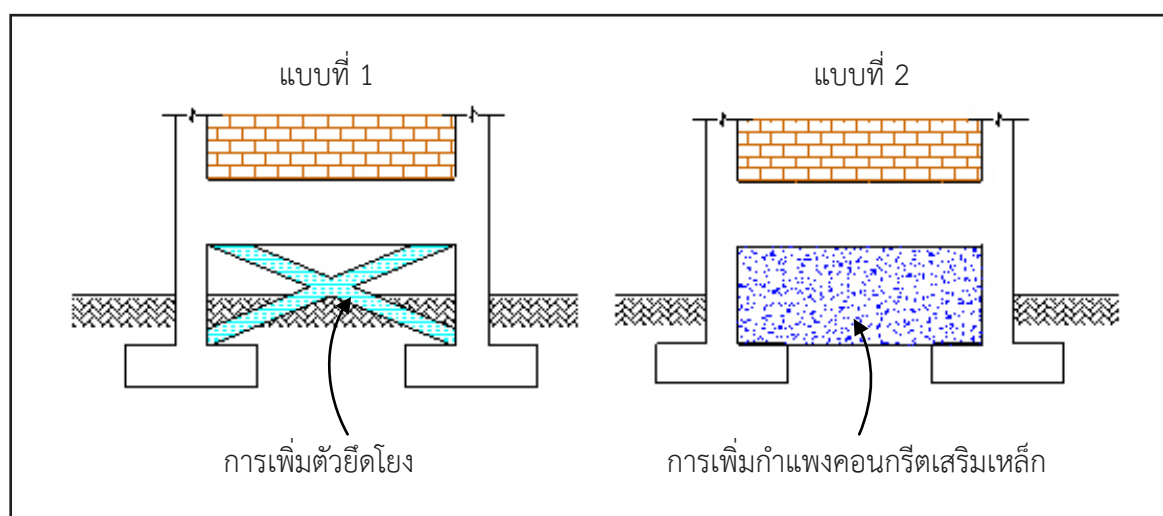 แบบที่ 1
แบบที่ 2
การเพิ่มตัวยึดโยง
การเพิ่มกำแพงคอนกรีตเสริมเหล็ก